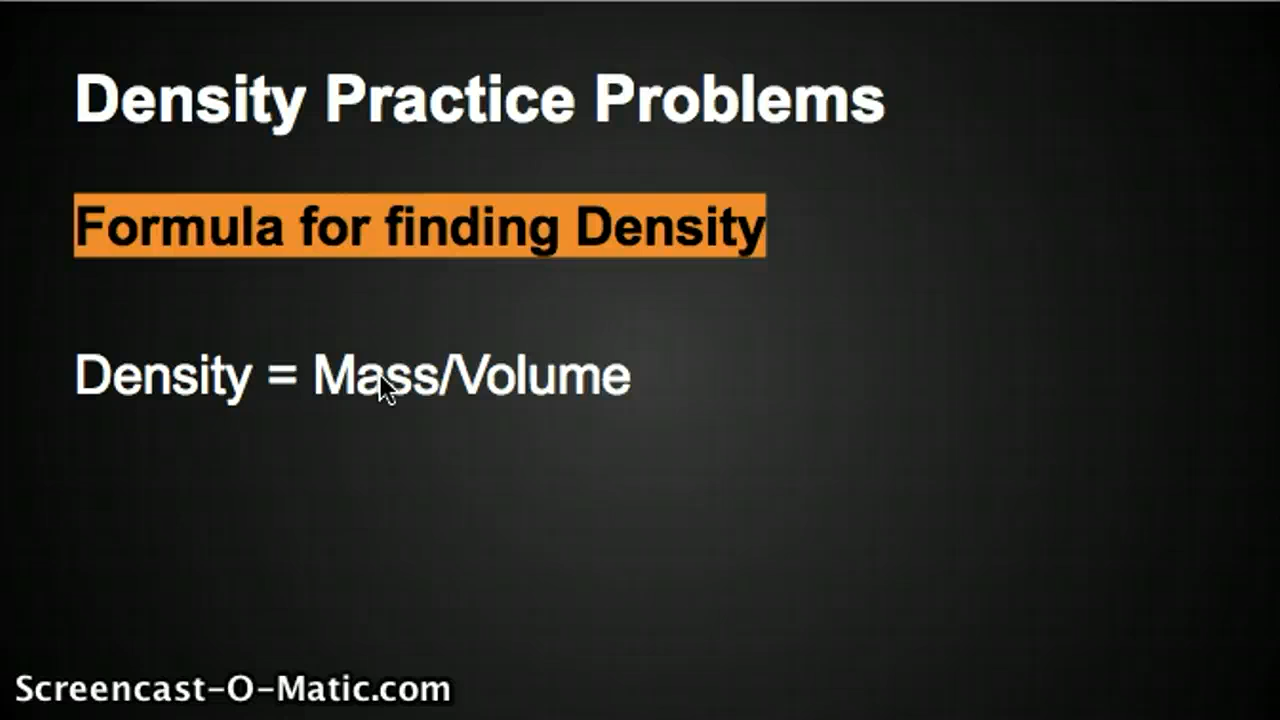 Density Practice Problems
Formula for finding Density
Density = Mass/Volume
Screencast-O-Matic.com